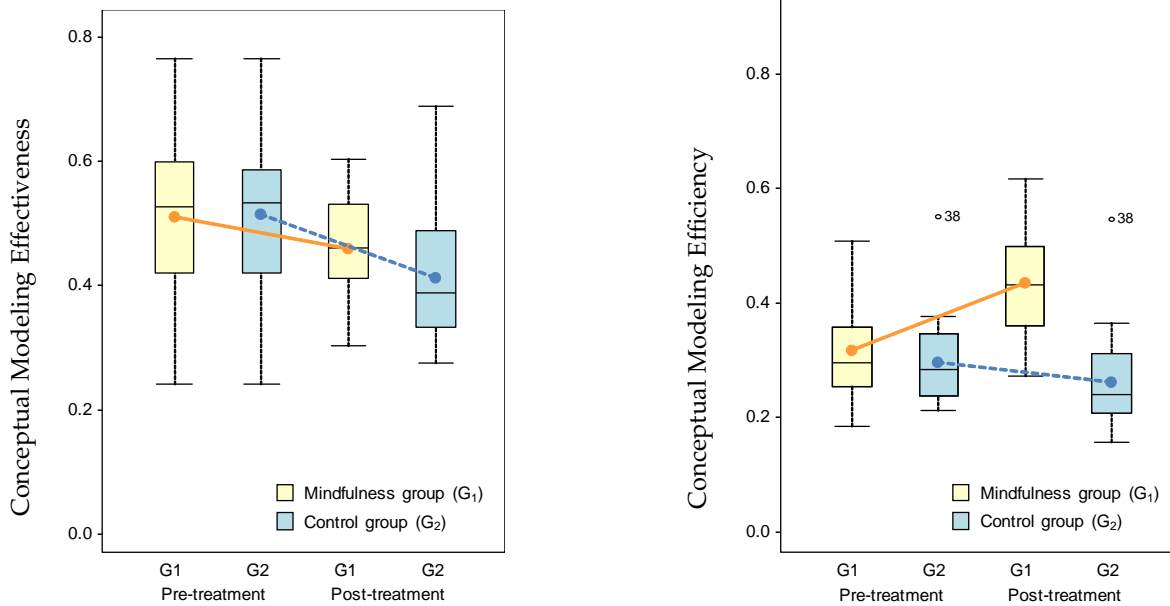 Conceptual Modeling Effectiveness
0.8
0.6
0.4
0.2
0.0
Mindfulness group (G₁)
Control group (G₂)
G1 G2 G1 G2
Pre-treatment Post-treatment
Conceptual Modeling Efficiency
0.8
0.6
0.4
0.2
0.0
38
38
Mindfulness group (G₁)
Control group (G₂)
G1 G2 G1 G2
Pre-treatment Post-treatment